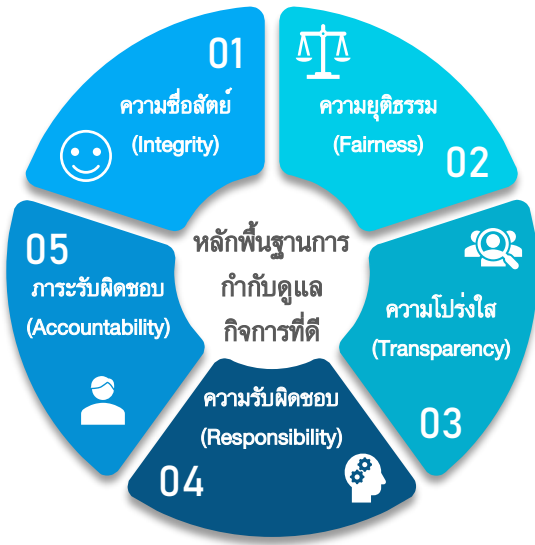 หลักพื้นฐานการ
กำกับดูแล
กิจการที่ดี
01
ความซื่อสัตย์
(Integrity)
ความยุติธรรม
(Fairness)
02
ความโปร่งใส
(Transparency)
03
ความรับผิดชอบ
(Responsibility)
04
05
ภาระรับผิดชอบ
(Accountability)